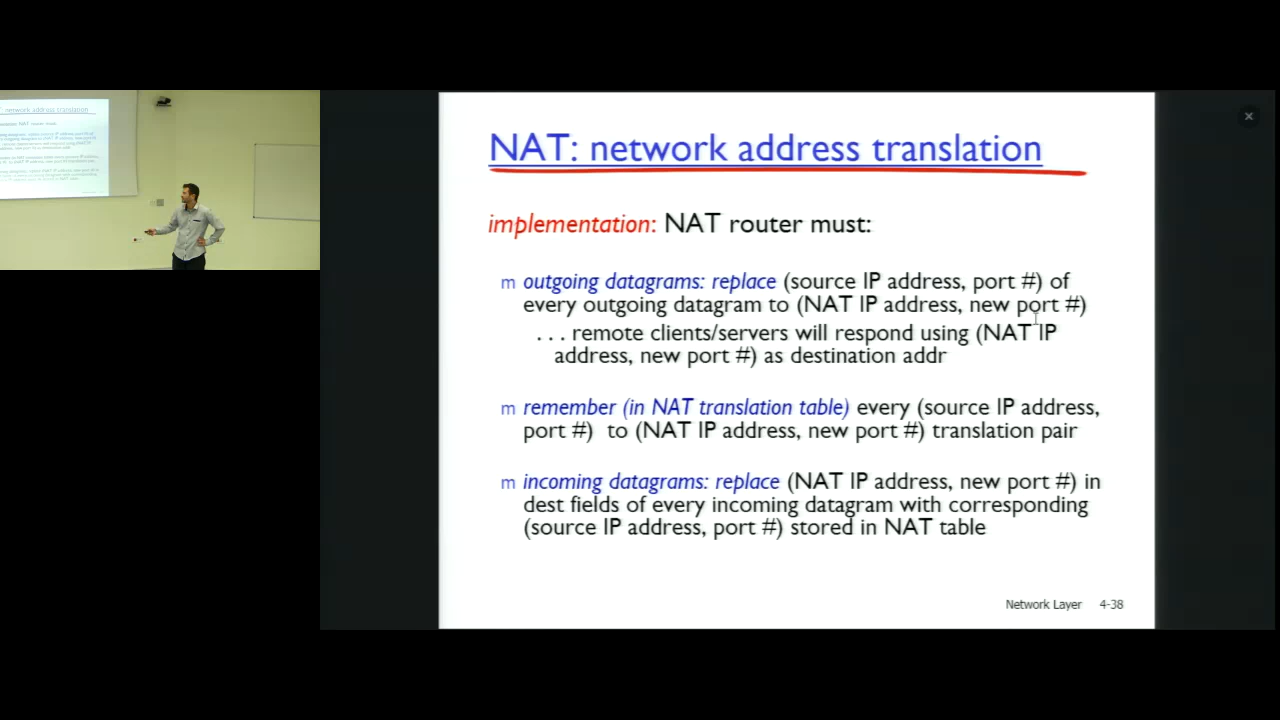 NAT: network address translation
implementation: NAT router must:
m outgoing datagrams: replace (source IP address, port #) of
every outgoing datagram to (NAT IP address, new port #)
. . . remote clients/servers will respond using (NAT IP
address, new port #) as destination addr
m remember (in NAT translation table) every (source IP address,
port #) to (NAT IP address, new port #) translation pair
m incoming datagrams: replace (NAT IP address, new port #) in
dest fields of every incoming datagram with corresponding
(source IP address, port #) stored in NAT table
Network Layer 4-38